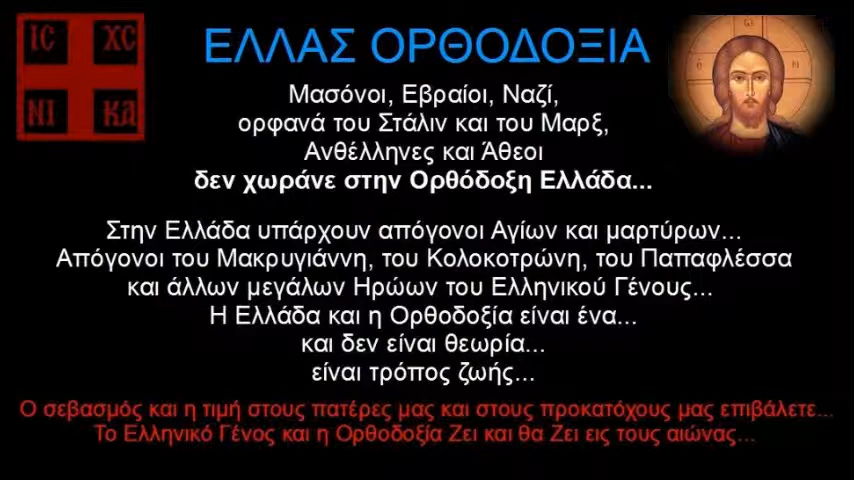 ΙC XC
ΝΙ ΚΑ
ΕΛΛΑΣ ΟΡΘΟΔΟΞΙΑ
Μασόνοι, Εβραίοι, Ναζί,
ορφανά του Στάλιν και του Μαρξ,
Ανθέλληνες και Άθεοι
δεν χωράνε στην Ορθόδοξη Ελλάδα...
Στην Ελλάδα υπάρχουν απόγονοι Αγίων και μαρτύρων...
Απόγονοι του Μακρυγιάννη, του Κολοκοτρώνη, του Παπαφλέσσα
και άλλων μεγάλων Ηρώων του Ελληνικού Γένους...
Η Ελλάδα και η Ορθοδοξία είναι ένα...
και δεν είναι θεωρία...
είναι τρόπος ζωής...
Ο σεβασμός και η τιμή στους πατέρες μας και στους προκατόχους μας επιβάλετε...
Το Ελληνικό Γένος και η Ορθοδοξία Ζει και θα Ζει εις τους αιώνας...